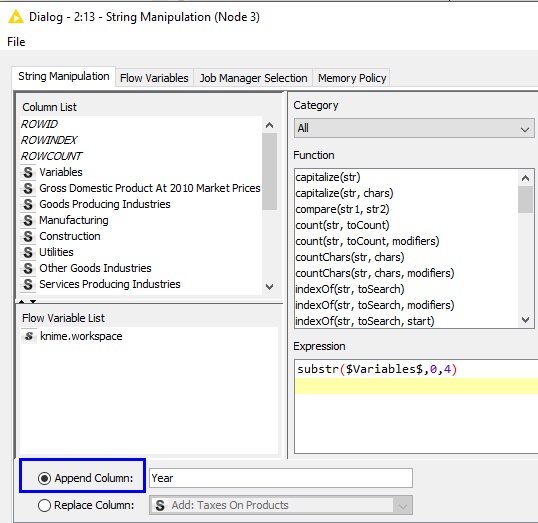 Dialog - 2:13 - String Manipulation (Node 3)
File
String Manipulation Flow Variables Job Manager Selection Memory Policy
Column List
ROWID
ROWINDEX
ROWCOUNT
S Variables
S Gross Domestic Product At 2010 Market Prices
S Goods Producing Industries
S Manufacturing
S Construction
S Utilities
S Other Goods Industries
S Services Producing Industries
Flow Variable List
s knime.workspace
Category
All
Function
capitalize(str)
capitalize(str, chars)
compare(str1, str2)
count(str, toCount)
count(str, toCount, modifiers)
countChars(str, chars)
countChars(str, chars, modifiers)
indexOf(str, toSearch)
indexOf(str, toSearch, modifiers)
indexOf(str, toSearch, start)
Expression
substr($Variables$,0,4)
Append Column: Year
Replace Column: S Add: Taxes On Products